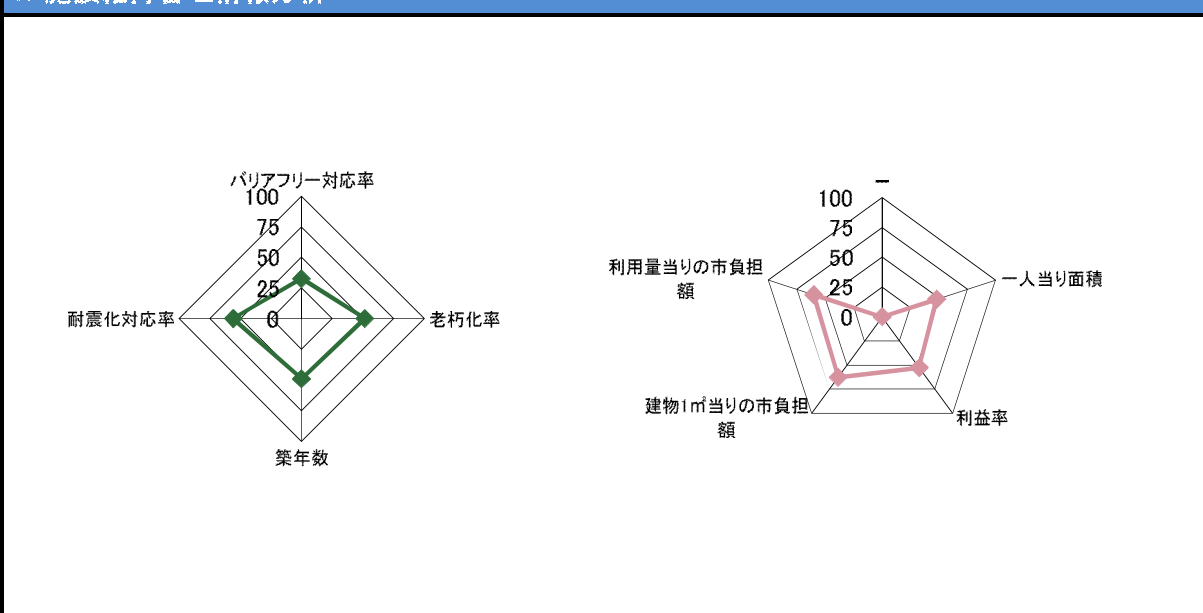 バリアフリー対応率
100
75
50
25
0
耐震化対応率
老朽化率
築年数
ー
100
75
50
25
0
利用量当りの市負担
額
一人当り面積
建物1㎡当りの市負担
額
利益率